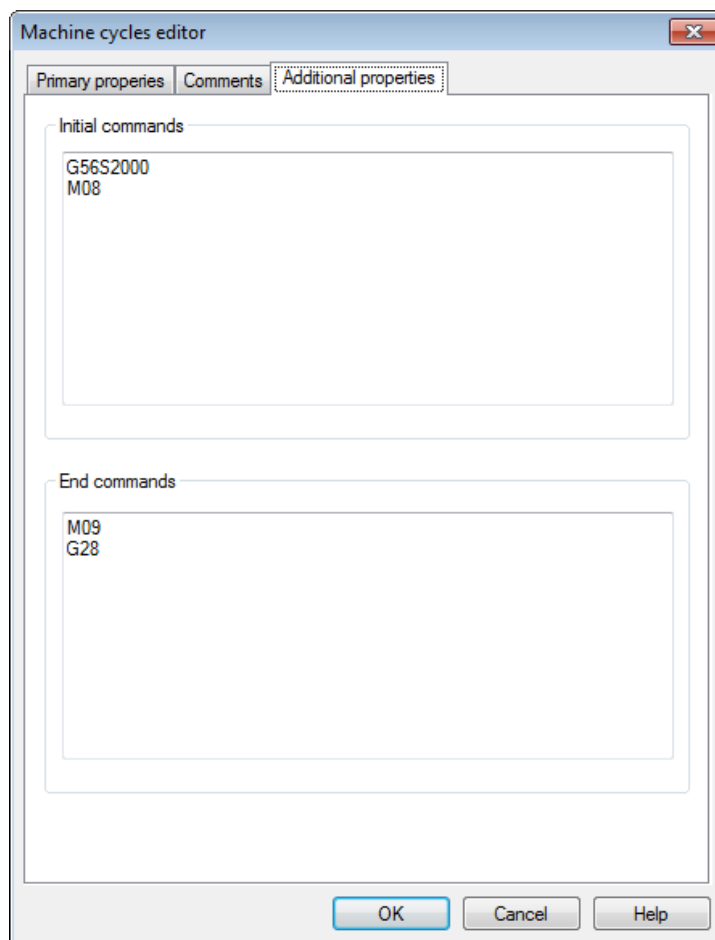 Machine cycles editor
Primary properies
Comments
Additional properties
Initial commands
G56S2000
M08
End commands
M09
G28
OK
Cancel
Help